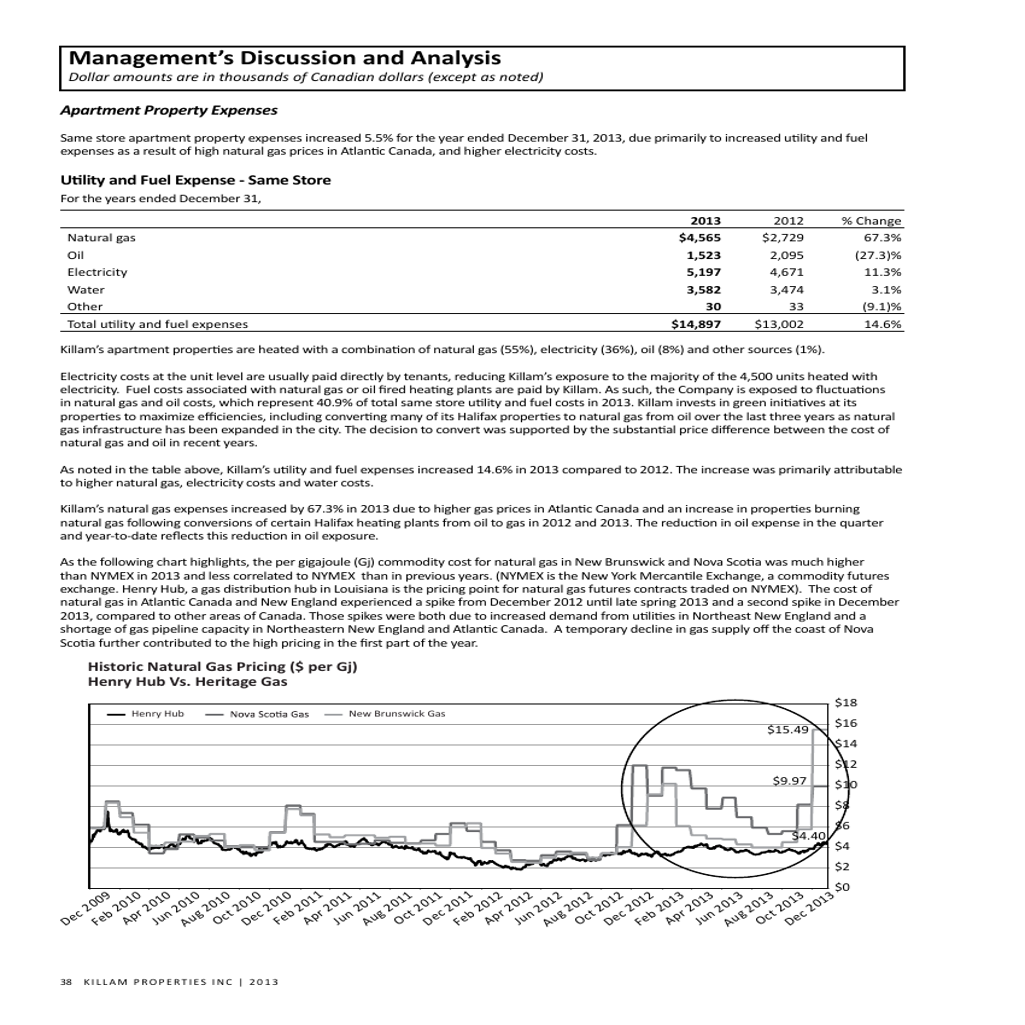 Management's Discussion and Analysis
Dollar amounts are in thousands of Canadian dollars (except as noted)
Apartment Property Expenses
Same store apartment property expenses increased 5.5% for the year ended December 31, 2013, due primarily to increased utility and fuel
expenses as a result of high natural gas prices in Atlantic Canada, and higher electricity costs.
Utility and Fuel Expense - Same Store
For the years ended December 31,
2013 2012 % Change
Natural gas $4,565 $2,729 67.3%
Oil 1,523 2,095 (27.3)%
Electricity 5,197 4,671 11.3%
Water 3,582 3,474 3.1%
Other 30 33 (9.1)%
Total utility and fuel expenses $14,897 $13,002 14.6%
Killam's apartment properties are heated with a combination of natural gas (55%), electricity (36%), oil (8%) and other sources (1%).
Electricity costs at the unit level are usually paid directly by tenants, reducing Killam's exposure to the majority of the 4,500 units heated with
electricity. Fuel costs associated with natural gas or oil fired heating plants are paid by Killam. As such, the Company is exposed to fluctuations
in natural gas and oil costs, which represent 40.9% of total same store utility and fuel costs in 2013. Killam invests in green initiatives at its
properties to maximize efficiencies, including converting many of its Halifax properties to natural gas from oil over the last three years as natural
gas infrastructure has been expanded in the city. The decision to convert was supported by the substantial price difference between the cost of
natural gas and oil in recent years.
As noted in the table above, Killam's utility and fuel expenses increased 14.6% in 2013 compared to 2012. The increase was primarily attributable
to higher natural gas, electricity costs and water costs.
Killam's natural gas expenses increased by 67.3% in 2013 due to higher gas prices in Atlantic Canada and an increase in properties burning
natural gas following conversions of certain Halifax heating plants from oil to gas in 2012 and 2013. The reduction in oil expense in the quarter
and year-to-date reflects this reduction in oil exposure.
As the following chart highlights, the per gigajoule (Gj) commodity cost for natural gas in New Brunswick and Nova Scotia was much higher
than NYMEX in 2013 and less correlated to NYMEX than in previous years. (NYMEX is the New York Mercantile Exchange, a commodity futures
exchange. Henry Hub, a gas distribution hub in Louisiana is the pricing point for natural gas futures contracts traded on NYMEX). The cost of
natural gas in Atlantic Canada and New England experienced a spike from December 2012 until late spring 2013 and a second spike in December
2013, compared to other areas of Canada. Those spikes were both due to increased demand from utilities in Northeast New England and a
shortage of gas pipeline capacity in Northeastern New England and Atlantic Canada. A temporary decline in gas supply off the coast of Nova
Scotia further contributed to the high pricing in the first part of the year.
Historic Natural Gas Pricing ($ per Gj)
Henry Hub Vs. Heritage Gas
Henry Hub Nova Scotia Gas New Brunswick Gas
$18
$16
$15.49
$14
$12
$9.97
$10
$8
$6
$4.40
$4
$2
$0
Dec 2009 Feb 2010 Apr 2010 Jun 2010 Aug 2010 Oct 2010 Dec 2010 Feb 2011 Apr 2011 Jun 2011 Aug 2011 Oct 2011 Dec 2011 Feb 2012 Apr 2012 Jun 2012 Aug 2012 Oct 2012 Dec 2012 Feb 2013 Apr 2013 Jun 2013 Aug 2013 Oct 2013 Dec 2013
38 KILLAM PROPERTIES INC | 2013